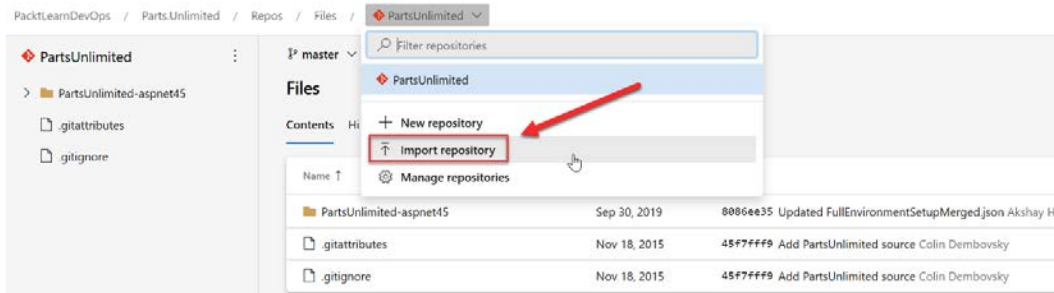 PacktLearnDevOps / Parts.Unlimited / Repos / Files / PartsUnlimited
PartsUnlimited
PartsUnlimited-aspnet45
.gitattributes
.gitignore
master
Files
Contents Hi
Filter repositories
PartsUnlimited
New repository
Import repository
Manage repositories
Name ↑
PartsUnlimited-aspnet45 Sep 30, 2019 8086ee35 Updated FullEnvironmentSetupMerged.json Akshay H
.gitattributes Nov 18, 2015 45f7fff9 Add PartsUnlimited source Colin Dembovsky
.gitignore Nov 18, 2015 45f7fff9 Add PartsUnlimited source Colin Dembovsky